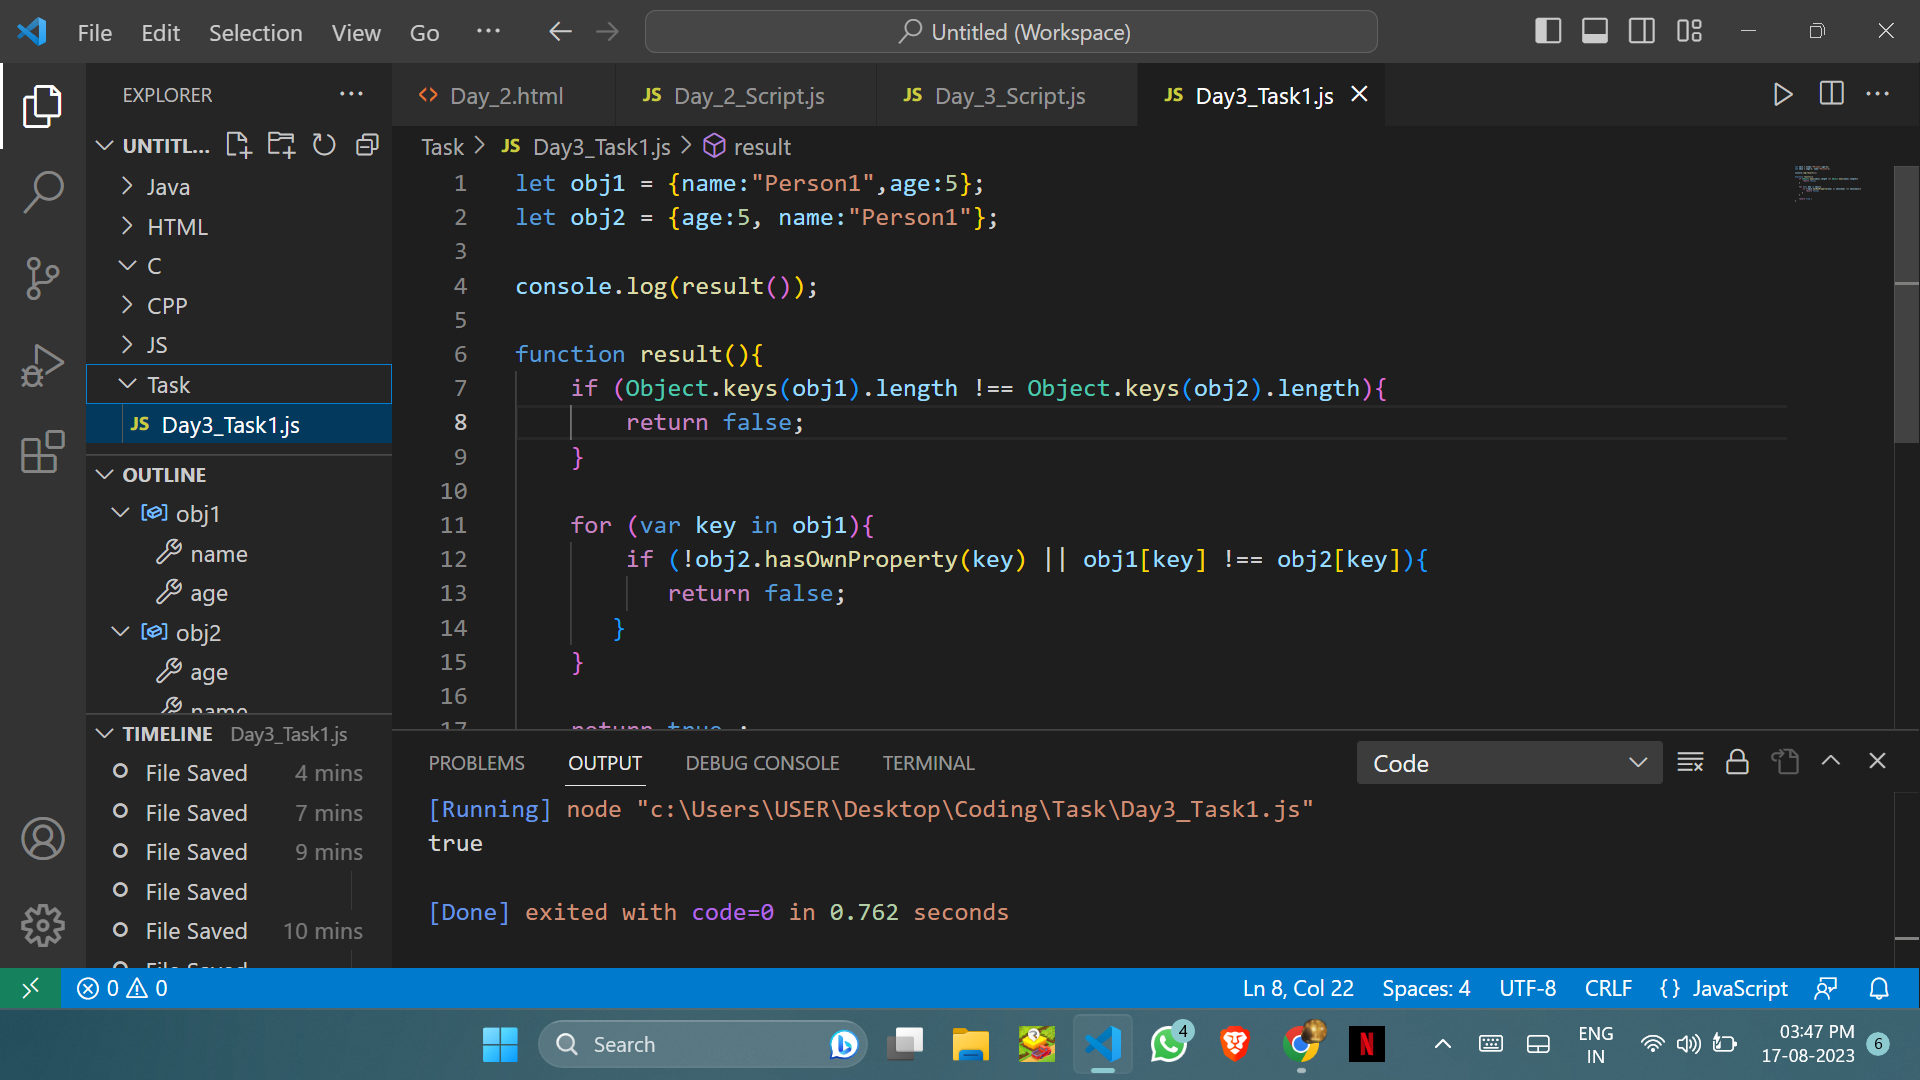 File Edit Selection View Go ··· Untitled (Workspace)
EXPLORER ···
UNTITL...
Java
HTML
C
CPP
JS
Task
JS Day3_Task1.js
OUTLINE
obj1
name
age
obj2
age
name
TIMELINE Day3_Task1.js
File Saved 4 mins
File Saved 7 mins
File Saved 9 mins
File Saved
File Saved 10 mins
File Saved
<> Day_2.html JS Day_2_Script.js JS Day_3_Script.js JS Day3_Task1.js
Task > JS Day3_Task1.js > result
1 let obj1 = {name:"Person1",age:5};
2 let obj2 = {age:5, name:"Person1"};
3
4 console.log(result());
5
6 function result(){
7 if (Object.keys(obj1).length !== Object.keys(obj2).length){
8 return false;
9 }
10
11 for (var key in obj1){
12 if (!obj2.hasOwnProperty(key) || obj1[key] !== obj2[key]){
13 return false;
14 }
15 }
16
17 return true ;
PROBLEMS OUTPUT DEBUG CONSOLE TERMINAL Code
[Running] node "c:\Users\USER\Desktop\Coding\Task\Day3_Task1.js"
true
[Done] exited with code=0 in 0.762 seconds
0 0 Ln 8, Col 22 Spaces: 4 UTF-8 CRLF {} JavaScript
Search 4 N ENG 03:47 PM
IN 17-08-2023 6